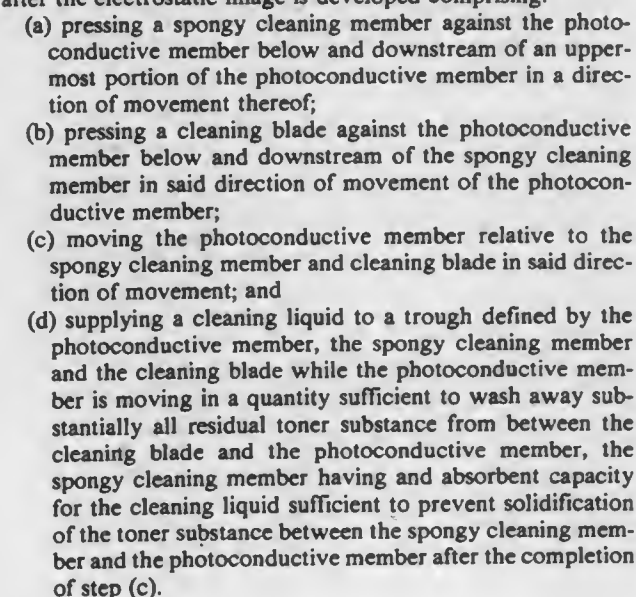 after the electrostatic image is developed comprising:
(a) pressing a spongy cleaning member against the photo-
conductive member below and downstream of an upper-
most portion of the photoconductive member in a direc-
tion of movement thereof;
(b) pressing a cleaning blade against the photoconductive
member below and downstream of the spongy cleaning
member in said direction of movement of the photocon-
ductive member;
(c) moving the photoconductive member relative to the
spongy cleaning member and cleaning blade in said direc-
tion of movement; and
(d) supplying a cleaning liquid to a trough defined by the
photoconductive member, the spongy cleaning member
and the cleaning blade while the photoconductive mem-
ber is moving in a quantity sufficient to wash away sub-
stantially all residual toner substance from between the
cleaning blade and the photoconductive member, the
spongy cleaning member having and absorbent capacity
for the cleaning liquid sufficient to prevent solidification
of the toner substance between the spongy cleaning mem-
ber and the photoconductive member after the completion
of step (c).